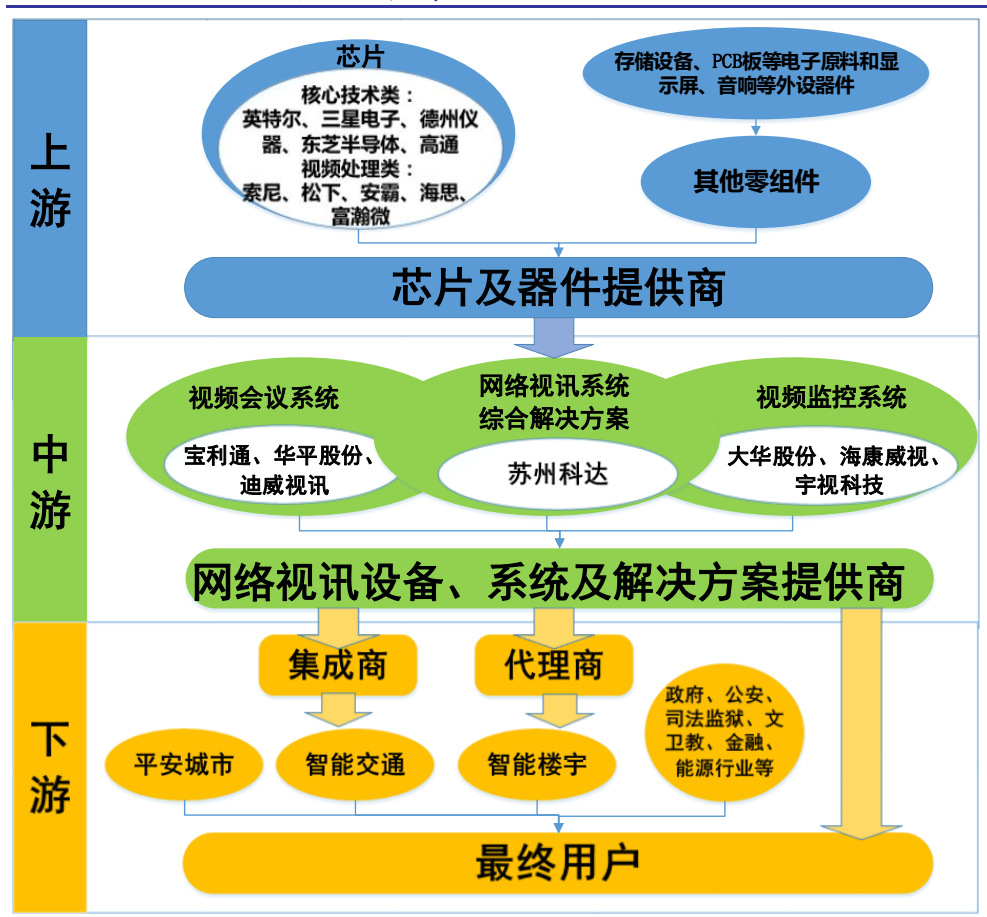 上
游
芯片
核心技术类：
英特尔、三星电子、德州仪
器、东芝半导体、高通
视频处理类：
索尼、松下、安霸、海思、
富瀚微
存储设备、PCB板等电子原料和显
示屏、音响等外设器件
其他零组件
芯片及器件提供商
中
游
视频会议系统
宝利通、华平股份、
迪威视讯
网络视讯系统
综合解决方案
苏州科达
视频监控系统
大华股份、海康威视、
宇视科技
网络视讯设备、系统及解决方案提供商
下
游
集成商
代理商
平安城市
智能交通
智能楼宇
政府、公安、
司法监狱、文
卫教、金融、
能源行业等
最终用户